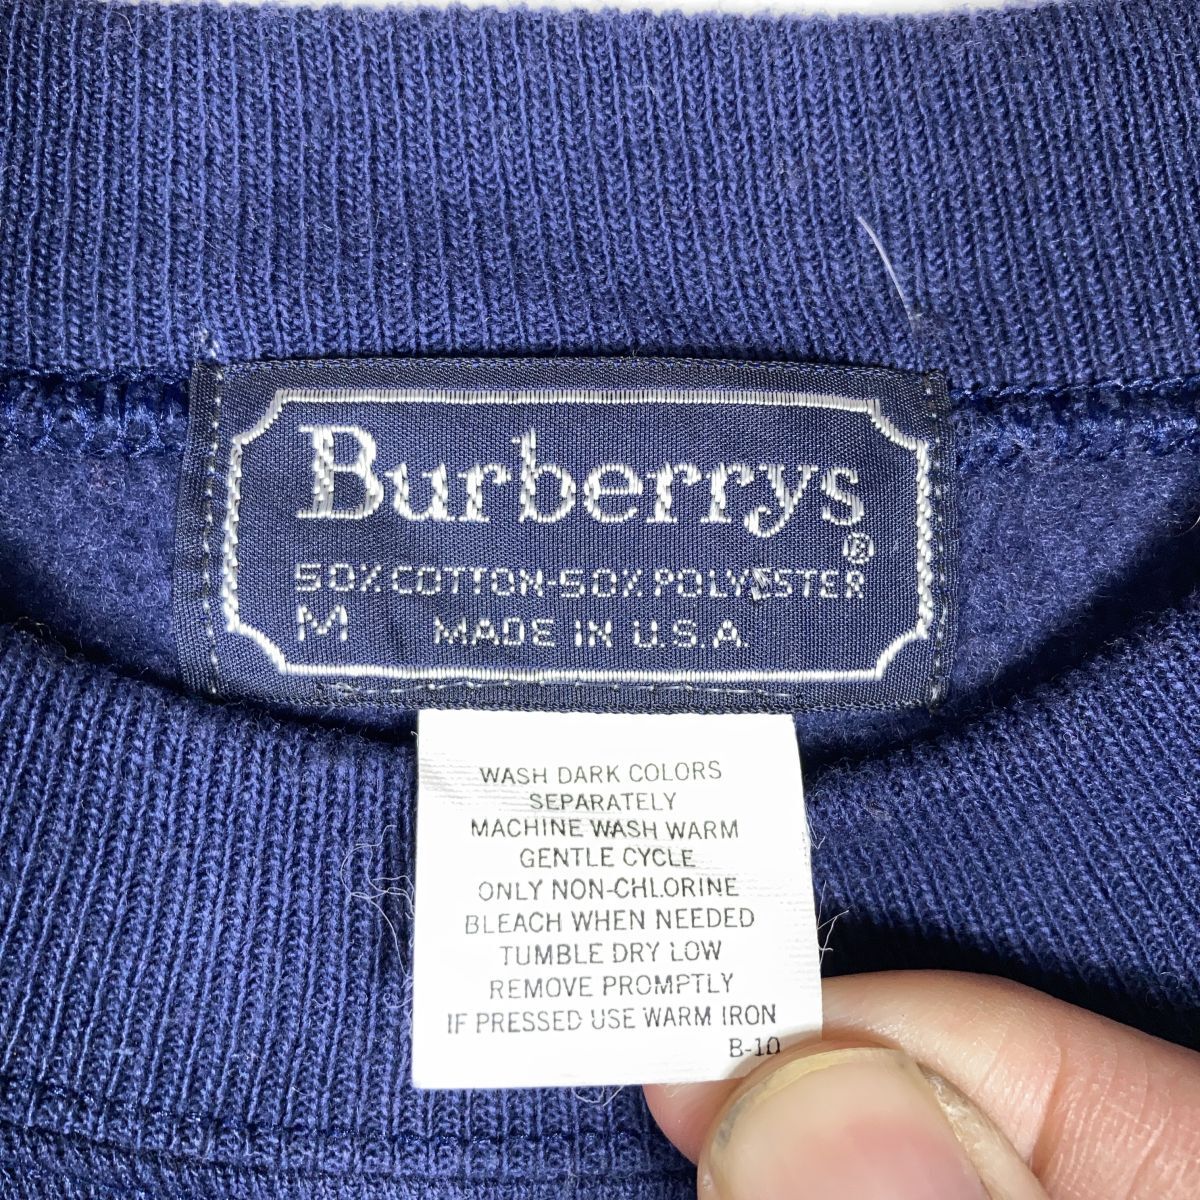 Burberrys
®
50% COTTON-50% POLYESTER
M MADE IN U.S.A.
WASH DARK COLORS
SEPARATELY
MACHINE WASH WARM
GENTLE CYCLE
ONLY NON-CHLORINE
BLEACH WHEN NEEDED
TUMBLE DRY LOW
REMOVE PROMPTLY
IF PRESSED USE WARM IRON
B-10